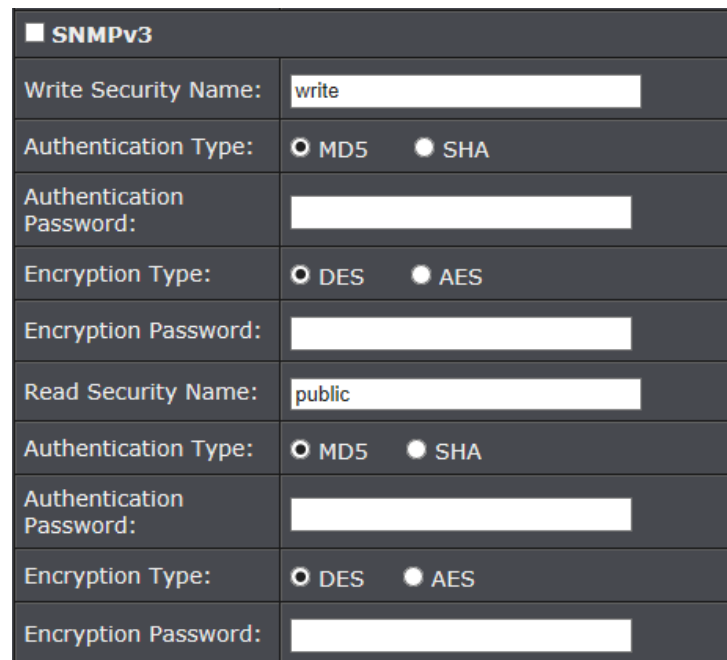 SNMPv3
Write Security Name: write
Authentication Type: MD5 SHA
Authentication
Password:
Encryption Type: DES AES
Encryption Password:
Read Security Name: public
Authentication Type: MD5 SHA
Authentication
Password:
Encryption Type: DES AES
Encryption Password: